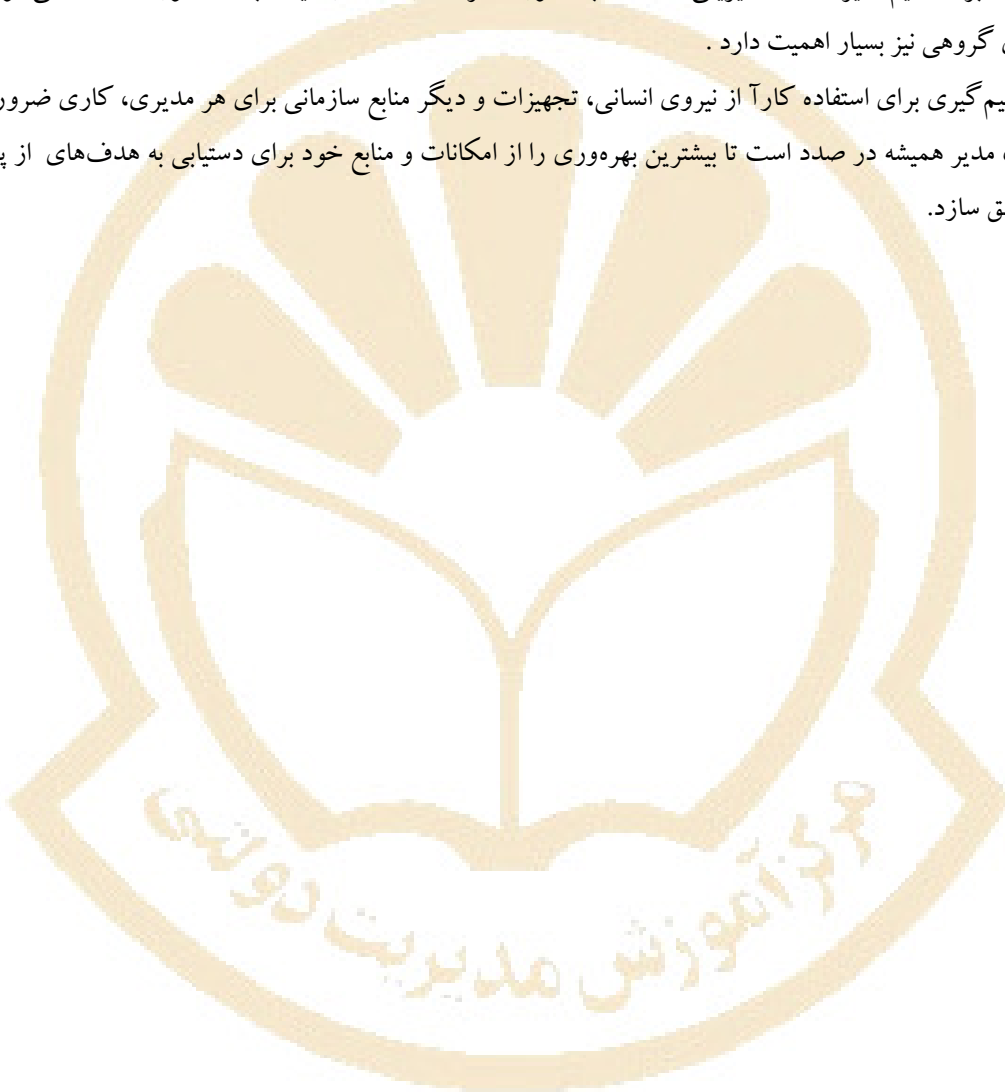 گروهی نیز بسیار اهمیت دارد .
گیری برای استفاده کارآ از نیروی انسانی، تجهیزات و دیگر منابع سازمانی برای هر مدیری، کاری
مدیر همیشه در صدد است تا بیشترین بهره‌وری را از امکانات و منابع خود برای دستیابی به هدف‌های از
سازد.
مرکز آموزش مدیریت دولتی